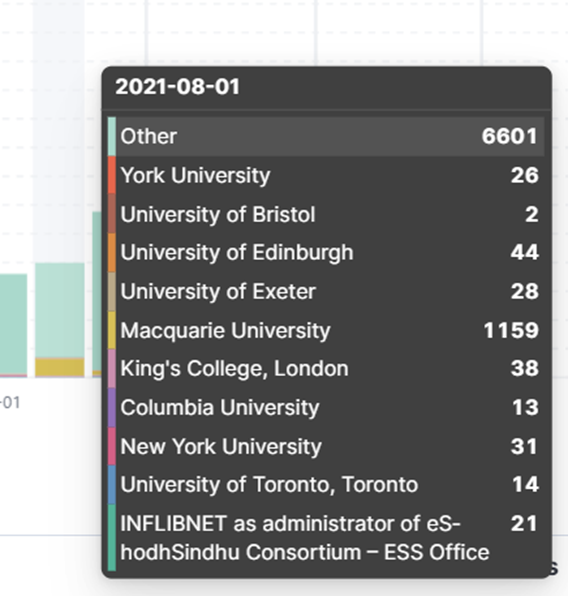 2021-08-01
Other 6601
York University 26
University of Bristol 2
University of Edinburgh 44
University of Exeter 28
Macquarie University 1159
King's College, London 38
-01
Columbia University 13
New York University 31
University of Toronto, Toronto 14
INFLIBNET as administrator of eS- 21
hodhSindhu Consortium – ESS Office
s